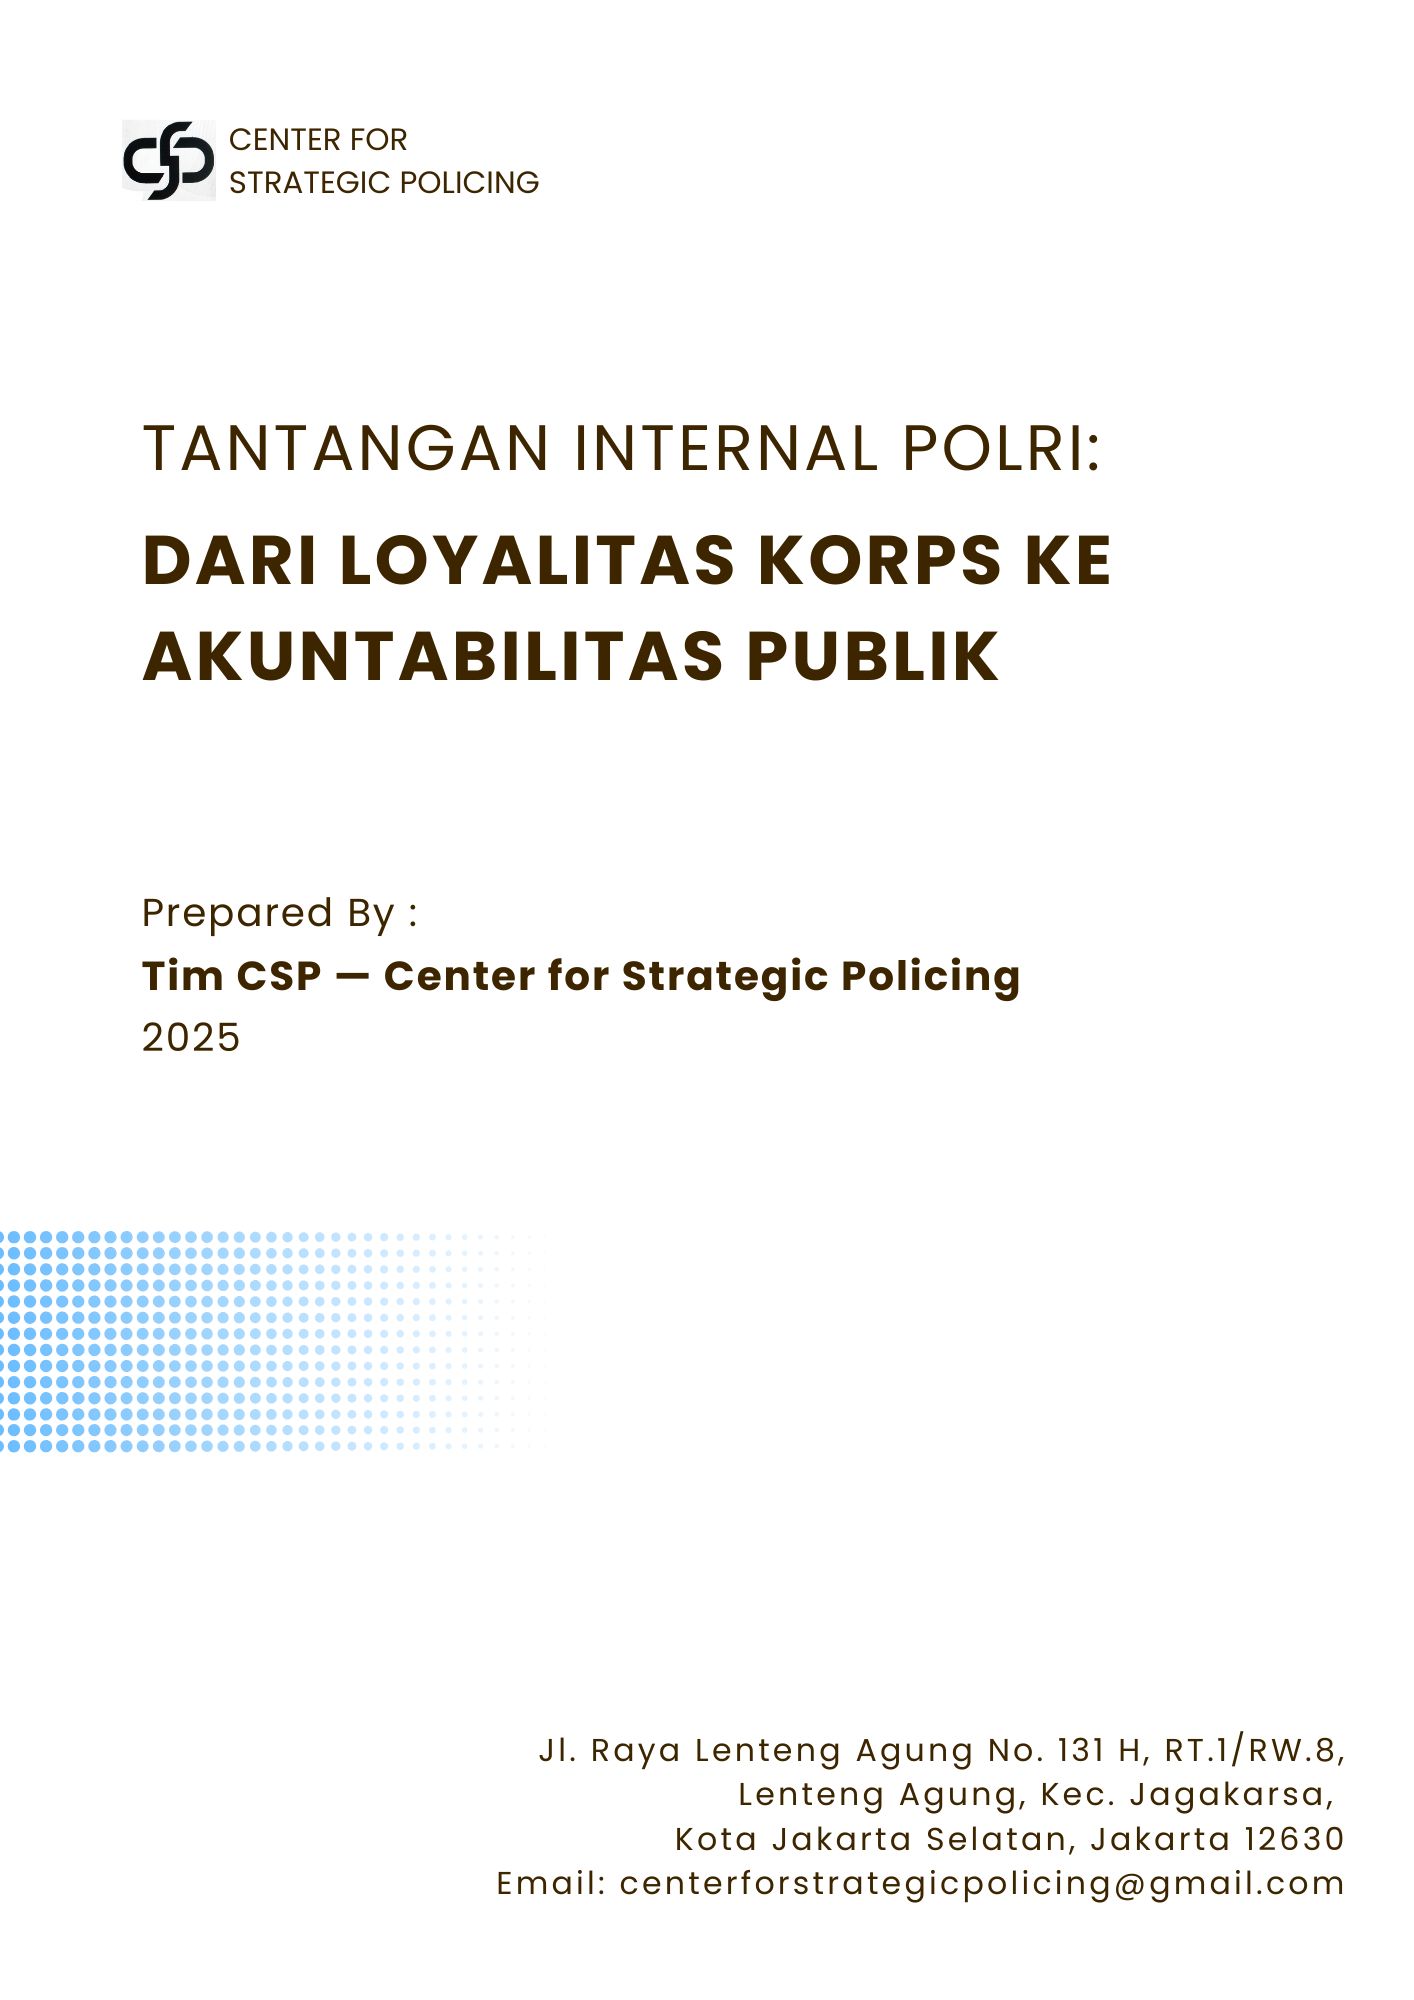 CENTER FOR
STRATEGIC POLICING
TANTANGAN INTERNAL POLRI:
DARI LOYALITAS KORPS KE
AKUNTABILITAS PUBLIK
Prepared By :
Tim CSP — Center for Strategic Policing
2025
Jl. Raya Lenteng Agung No. 131 H, RT.1/RW.8,
Lenteng Agung, Kec. Jagakarsa,
Kota Jakarta Selatan, Jakarta 12630
Email: centerforstrategicpolicing@gmail.com